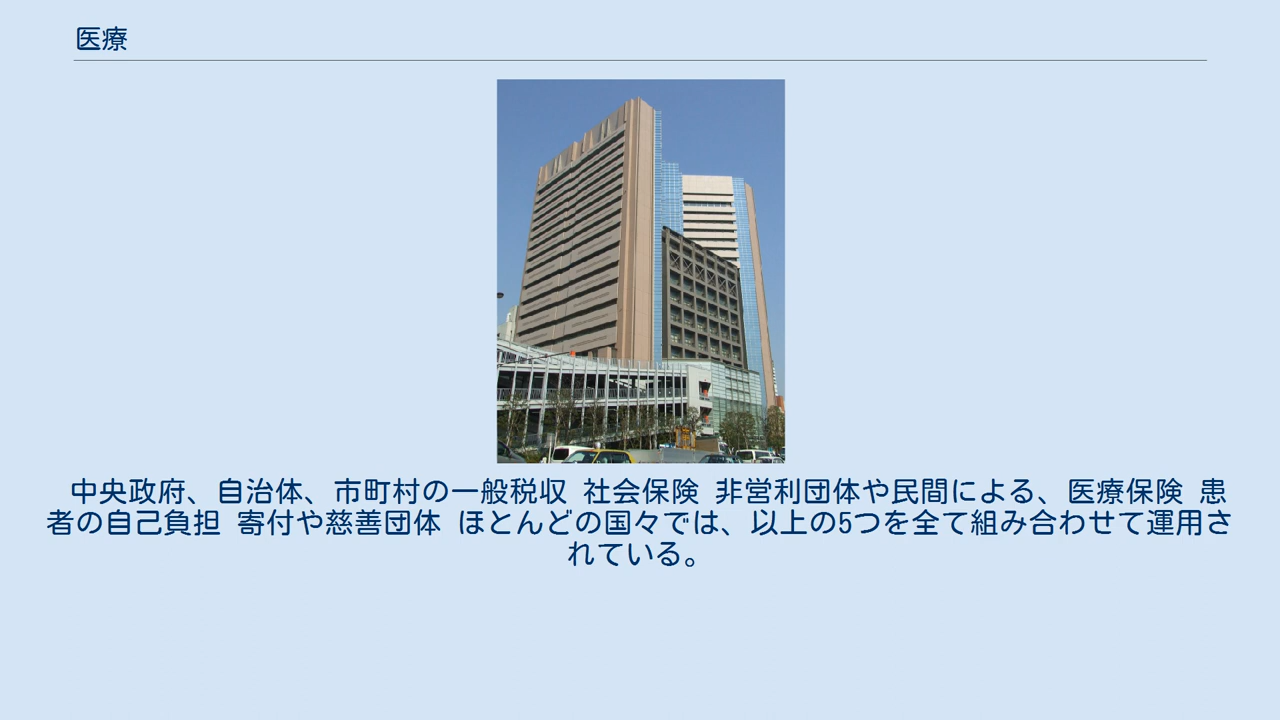 医療
中央政府、自治体、市町村の一般税収 社会保険 非営利団体や民間による、医療保険 患
者の自己負担 寄付や慈善団体 ほとんどの国々では、以上の5つを全て組み合わせて運用さ
れている。